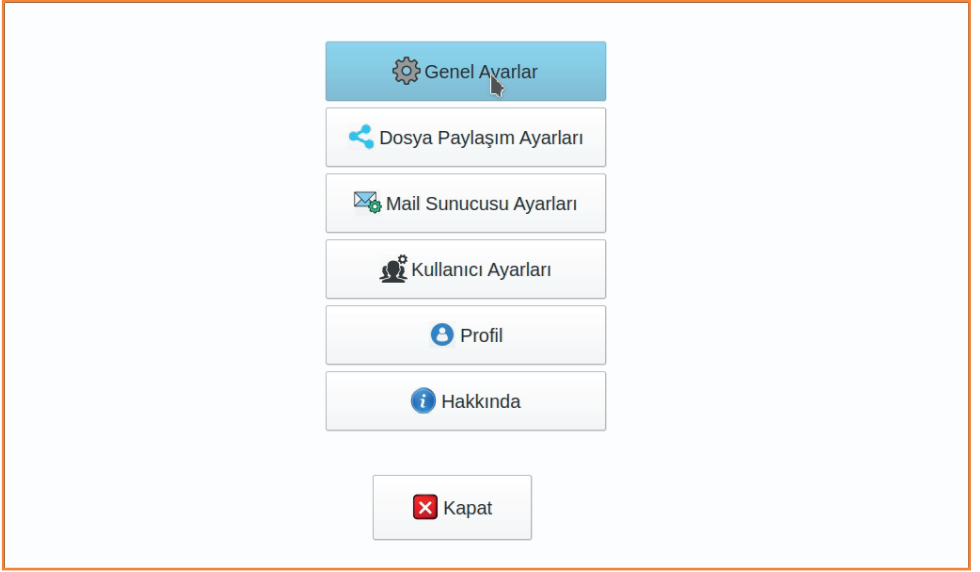 Genel Ayarlar
Dosya Paylaşım Ayarları
Mail Sunucusu Ayarları
Kullanıcı Ayarları
Profil
Hakkında
Kapat